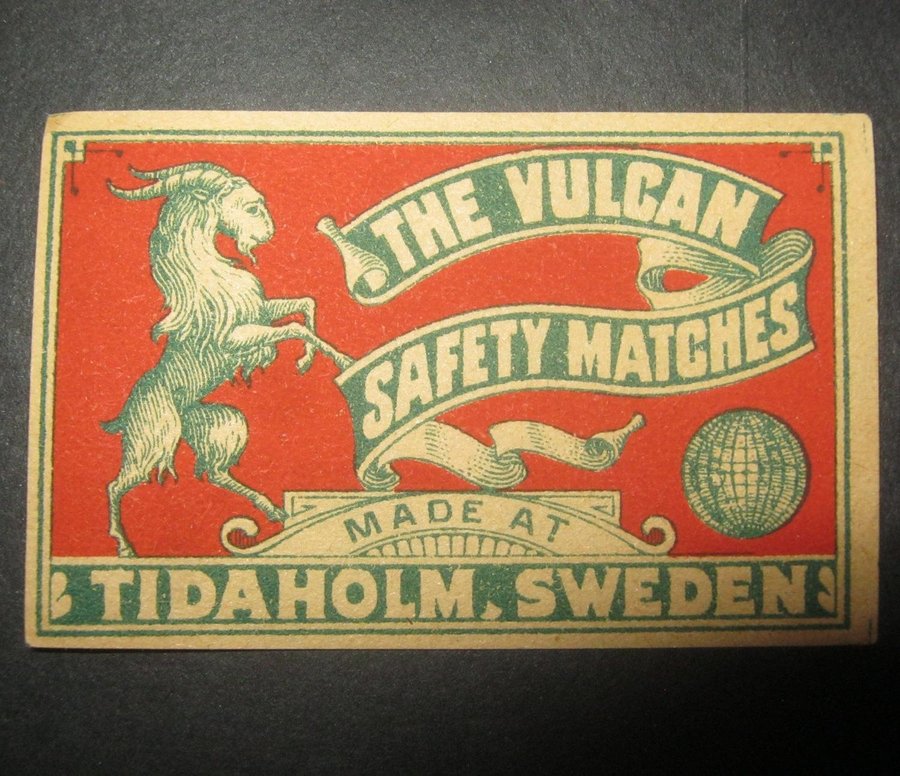 THE VULCAN
SAFETY MATCHES
MADE AT
TIDAHOLM, SWEDEN